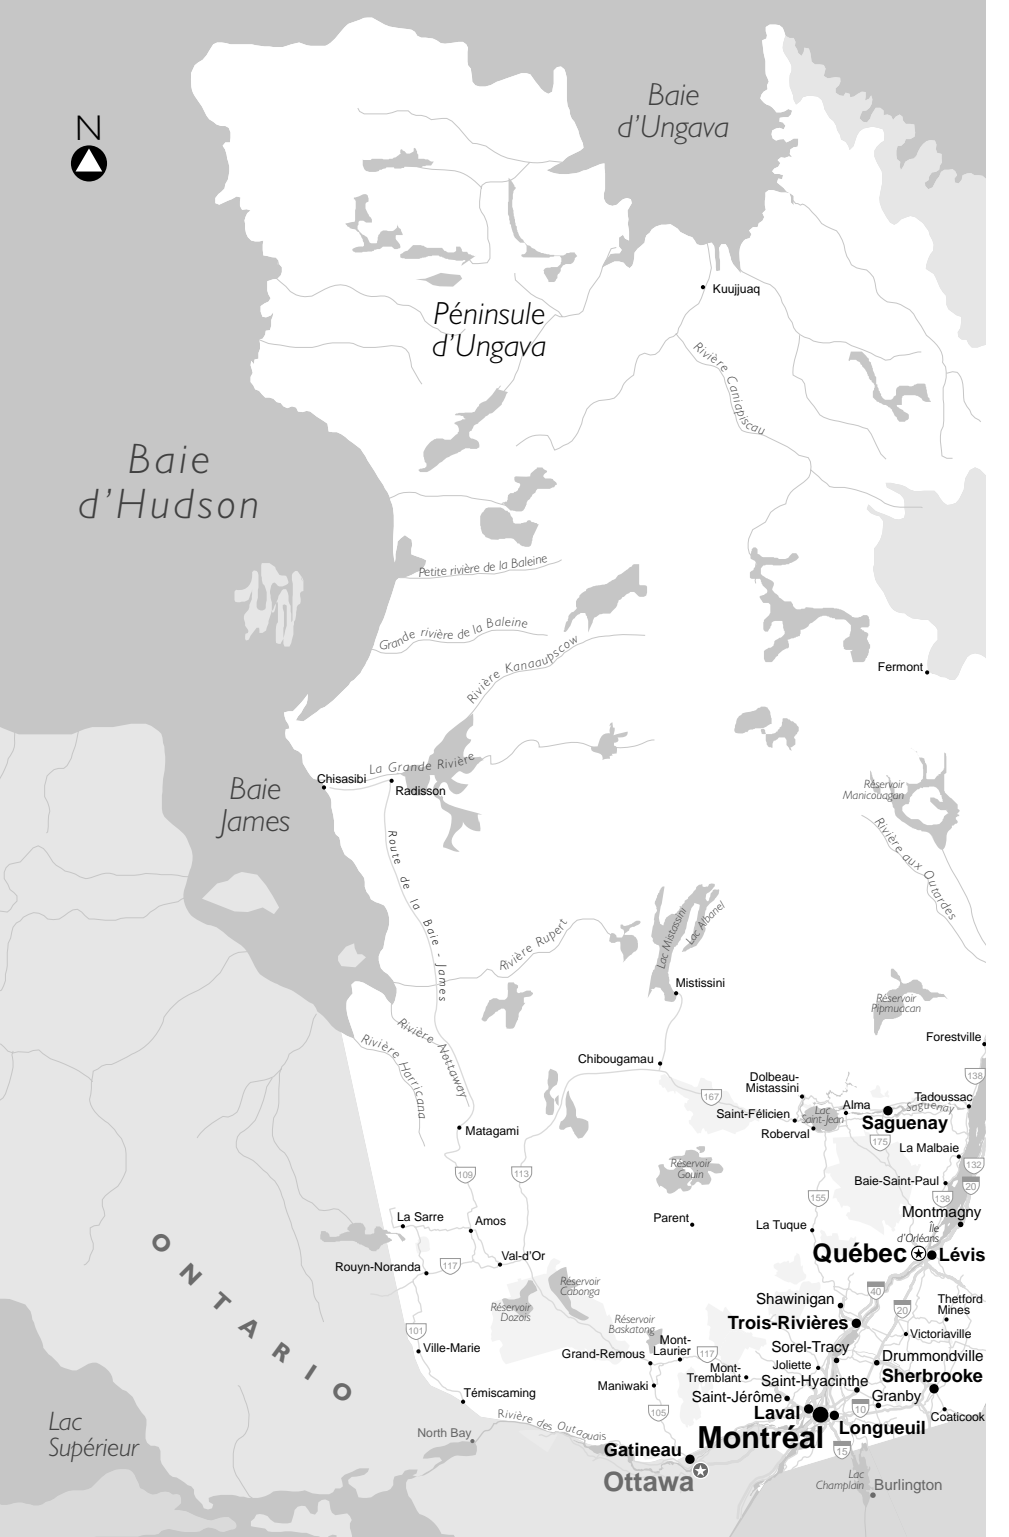 Baie
d'Ungava
N
Kuujjuaq
Péninsule
d'Ungava
Rivière Caniapiscau
Baie
d'Hudson
Petite rivière de la Baleine
Grande rivière de la Baleine
Rivière Kanaaupscow
Fermont
La Grande Rivière
Chisasibi
Radisson
Baie
James
Réservoir
Manicouagan
Rivière aux Outardes
Route de la Baie-James
Lac Mistassini
Lac Albanel
Rivière Rupert
Mistissini
Réservoir
Pipmuacan
Rivière Nottaway
Rivière Harricana
Forestville
Chibougamau
138
Dolbeau-
Mistassini
167
Tadoussac
Alma
Saguenay
Lac
Saint-Jean
Saint-Félicien
Saguenay
Roberval
Matagami
175
La Malbaie
132
Réservoir
Gouin
109
113
Baie-Saint-Paul
20
155
138
Montmagny
La Sarre
Amos
Parent
La Tuque
Île
d'Orléans
ONTARIO
Québec
Lévis
Val-d'Or
Rouyn-Noranda
117
Réservoir
Cabonga
40
Shawinigan
Thetford
Mines
Réservoir
Dozois
20
Réservoir
Baskatong
Trois-Rivières
101
Victoriaville
Mont-
Laurier
Sorel-Tracy
Ville-Marie
Grand-Remous
117
Drummondville
Joliette
Mont-
Tremblant
Sherbrooke
Saint-Hyacinthe
Maniwaki
Témiscaming
Saint-Jérôme
Granby
10
105
Laval
Coaticook
Lac
Supérieur
Rivière des Outaouais
Longueuil
North Bay
Montréal
Gatineau
15
Ottawa
Lac
Champlain
Burlington